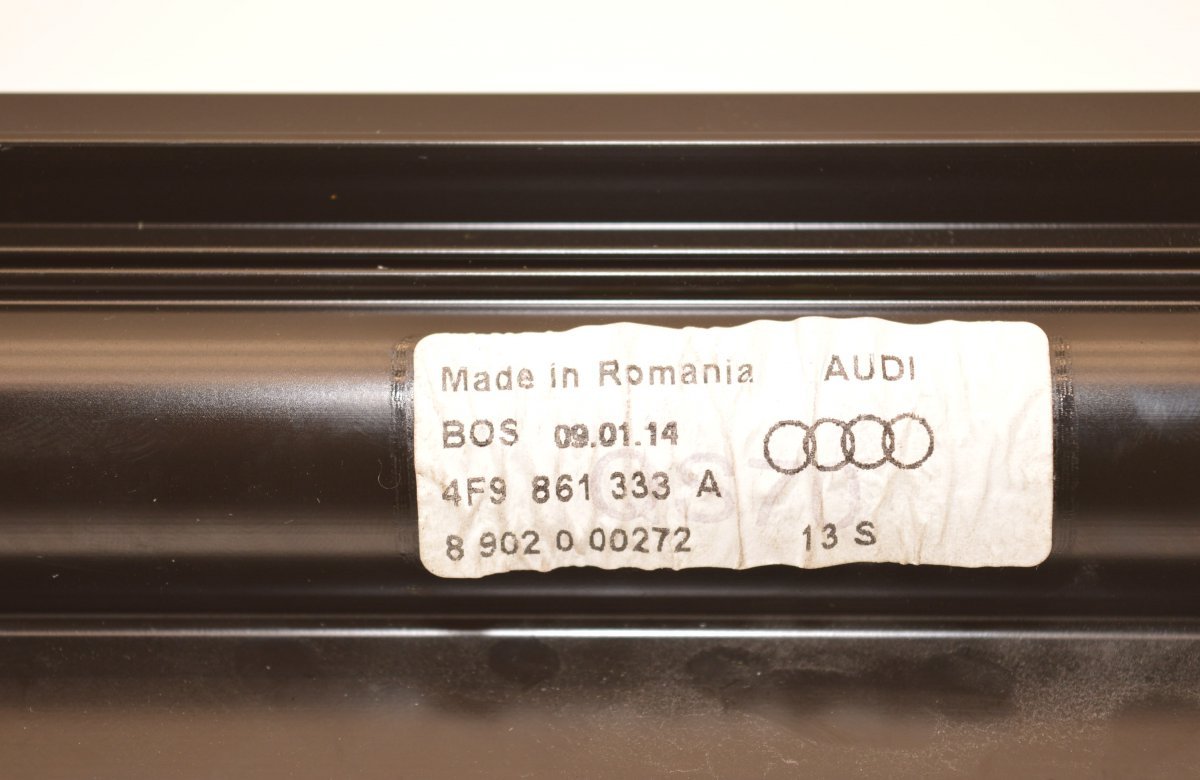 Made in Romania AUDI
BOS 09.01.14
4F9 861 333 A
8 902 0 00272 13 S